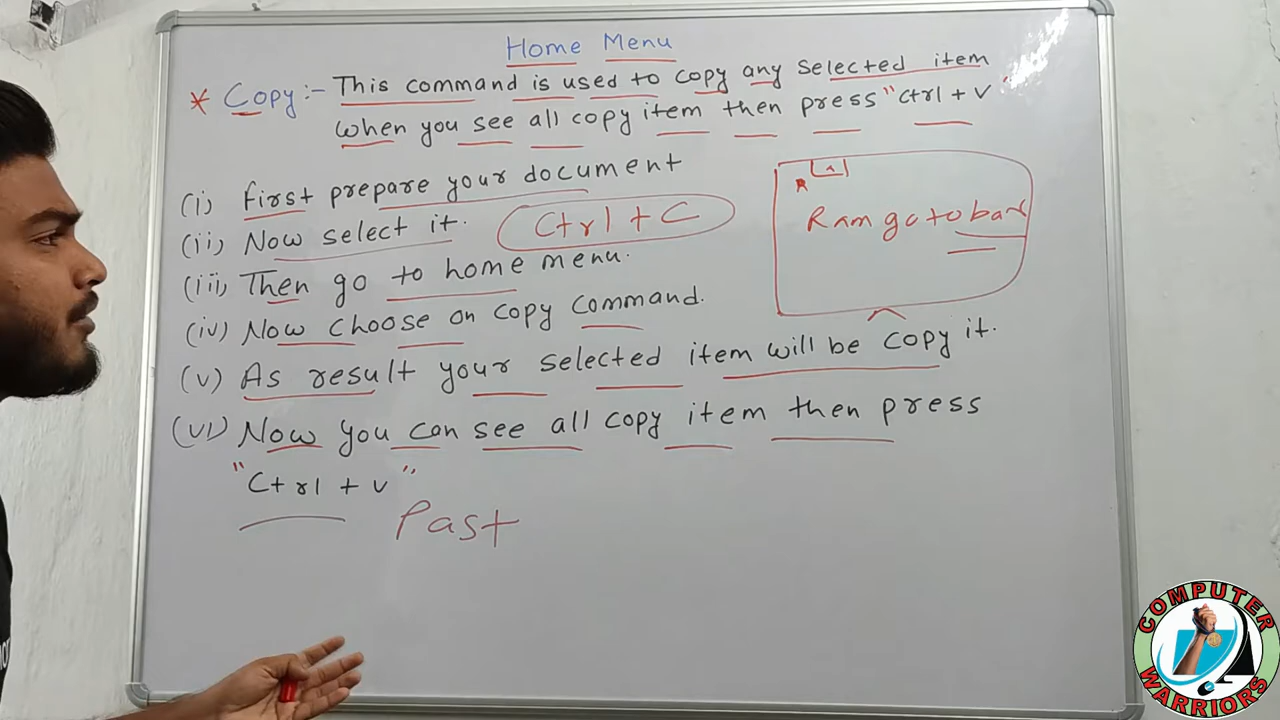 Home Menu
* Copy :- This command is used to copy any selected item
when you see all copy item then press "Ctrl + V"
(i) First prepare your document
(ii) Now select it.
Ctrl + C
(iii) Then go to home menu.
(iv) Now choose on copy command.
(v) As result your selected item will be copy it.
(vi) Now you can see all copy item then press
"Ctrl + V"
Past
Ram go to
COMPUTER
WARRIORS